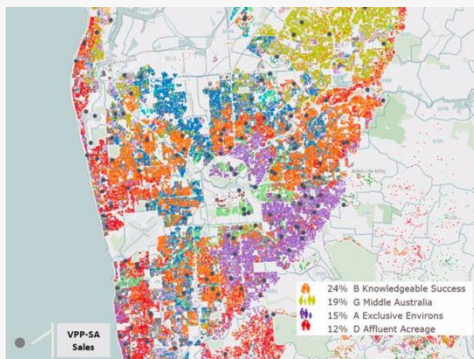 24% B Knowledgeable Success
19% G Middle Australia
15% A Exclusive Environs
12% D Affluent Acreage
VPP-SA
Sales